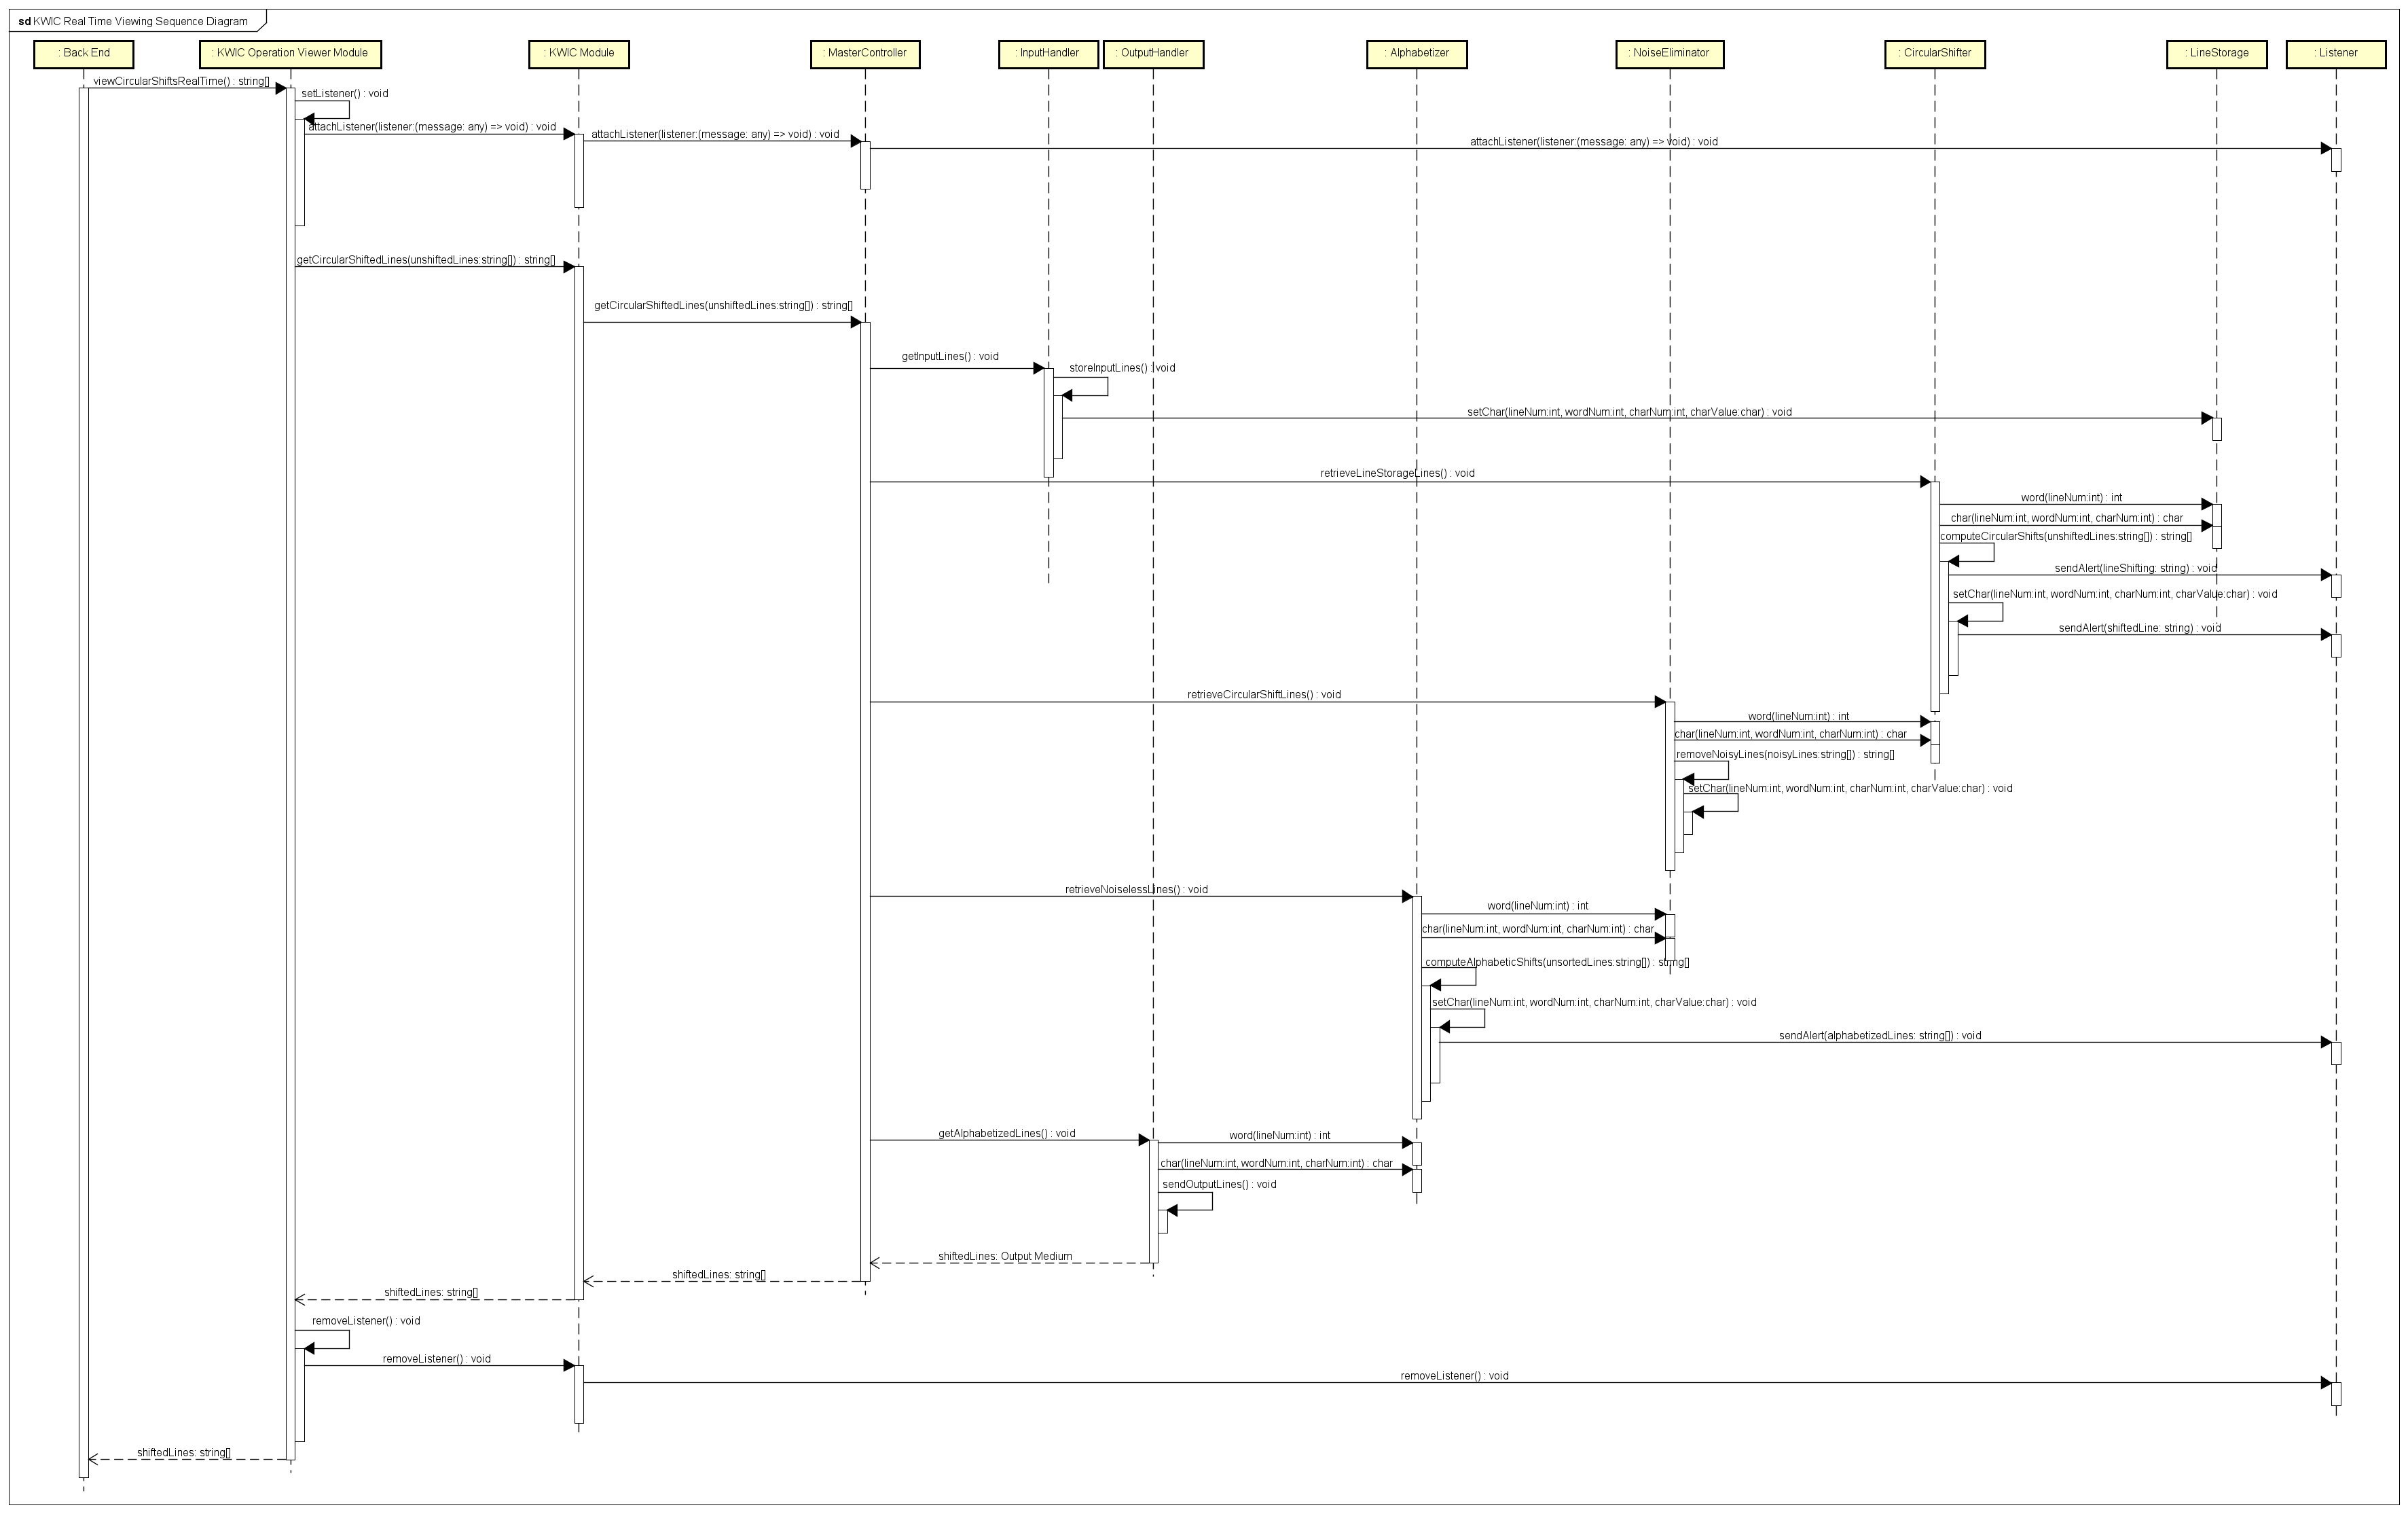 sd KWIC Real Time Viewing Sequence Diagram
: Back End
: KWIC Operation Viewer Module
: KWIC Module
: MasterController
: InputHandler
: OutputHandler
: Alphabetizer
: NoiseEliminator
: CircularShifter
: LineStorage
: Listener
viewCircularShiftsRealTime() : string[]
setListener() : void
attachListener(listener:(message: any) => void) : void
attachListener(listener:(message: any) => void) : void
attachListener(listener:(message: any) => void) : void
getCircularShiftedLines(unshiftedLines:string[]) : string[]
getCircularShiftedLines(unshiftedLines:string[]) : string[]
getInputLines() : void
storeInputLines() : void
setChar(lineNum:int, wordNum:int, charNum:int, charValue:char) : void
retrieveLineStorageLines() : void
word(lineNum:int) : int
char(lineNum:int, wordNum:int, charNum:int) : char
computeCircularShifts(unshiftedLines:string[]) : string[]
sendAlert(lineShifting: string) : void
setChar(lineNum:int, wordNum:int, charNum:int, charValue:char) : void
sendAlert(shiftedLine: string) : void
retrieveCircularShiftLines() : void
word(lineNum:int) : int
char(lineNum:int, wordNum:int, charNum:int) : char
removeNoisyLines(noisyLines:string[]) : string[]
setChar(lineNum:int, wordNum:int, charNum:int, charValue:char) : void
retrieveNoiselessLines() : void
word(lineNum:int) : int
char(lineNum:int, wordNum:int, charNum:int) : char
computeAlphabeticShifts(unsortedLines:string[]) : string[]
setChar(lineNum:int, wordNum:int, charNum:int, charValue:char) : void
sendAlert(alphabetizedLines: string[]) : void
getAlphabetizedLines() : void
word(lineNum:int) : int
char(lineNum:int, wordNum:int, charNum:int) : char
sendOutputLines() : void
shiftedLines: Output Medium
shiftedLines: string[]
shiftedLines: string[]
removeListener() : void
removeListener() : void
removeListener() : void
shiftedLines: string[]